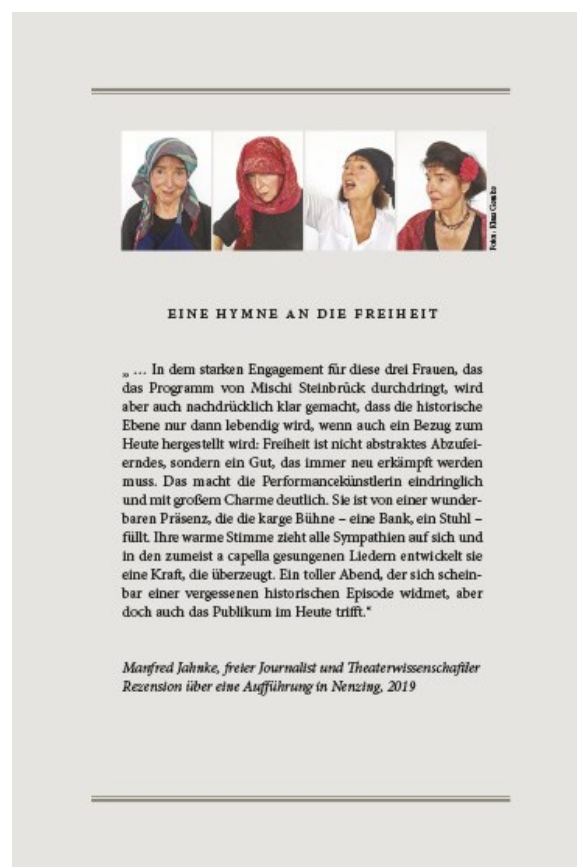 Fotos: Klaus
EINE HYMNE AN DIE FREIHEIT
„ … In dem starken Engagement für diese drei Frauen, das
das Programm von Mischi Steinbrück durchdringt, wird
aber auch nachdrücklich klar gemacht, dass die historische
Ebene nur dann lebendig wird, wenn auch ein Bezug zum
Heute hergestellt wird: Freiheit ist nicht abstraktes Abzufei-
erndes, sondern ein Gut, das immer neu erkämpft werden
muss. Das macht die Performancekünstlerin eindringlich
und mit großem Charme deutlich. Sie ist von einer wunder-
baren Präsenz, die die karge Bühne – eine Bank, ein Stuhl –
füllt. Ihre warme Stimme zieht alle Sympathien auf sich und
in den zumeist a capella gesungenen Liedern entwickelt sie
eine Kraft, die überzeugt. Ein toller Abend, der sich schein-
bar einer vergessenen historischen Episode widmet, aber
doch auch das Publikum im Heute trifft.“
Manfred Jahnke, freier Journalist und Theaterwissenschaftler
Rezension über eine Aufführung in Nenzing, 2019